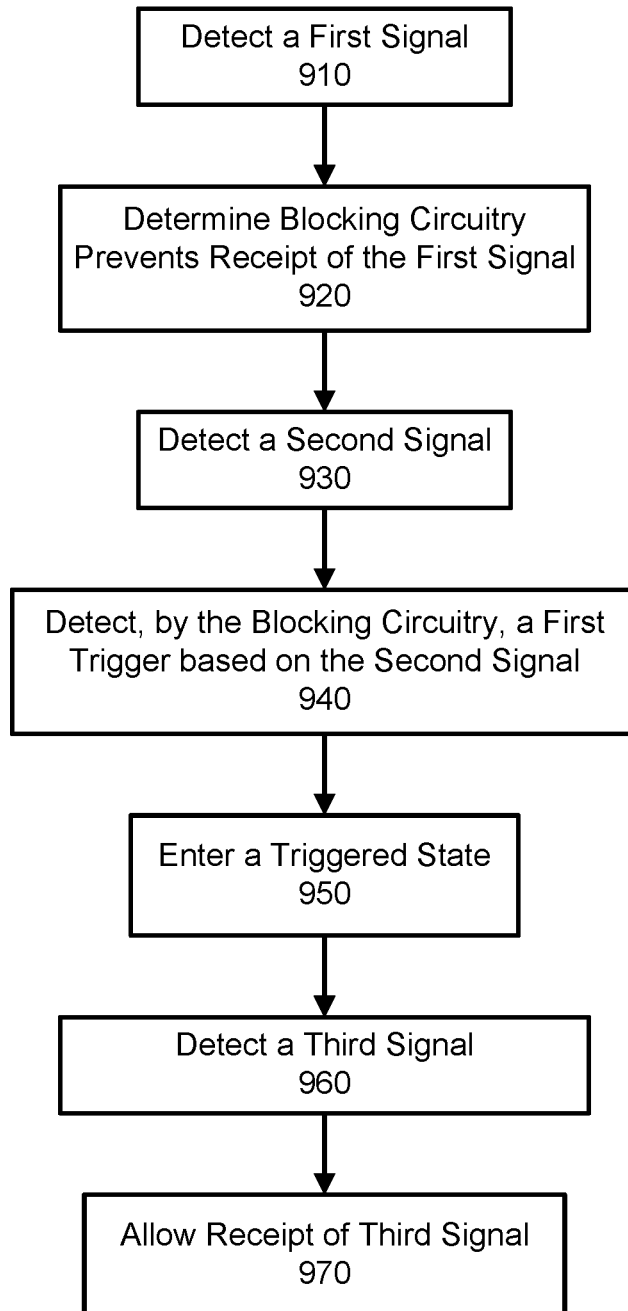 Detect a First Signal
910
Determine Blocking Circuitry
Prevents Receipt of the First Signal
920
Detect a Second Signal
930
Detect, by the Blocking Circuitry, a First
Trigger based on the Second Signal
940
Enter a Triggered State
950
Detect a Third Signal
960
Allow Receipt of Third Signal
970